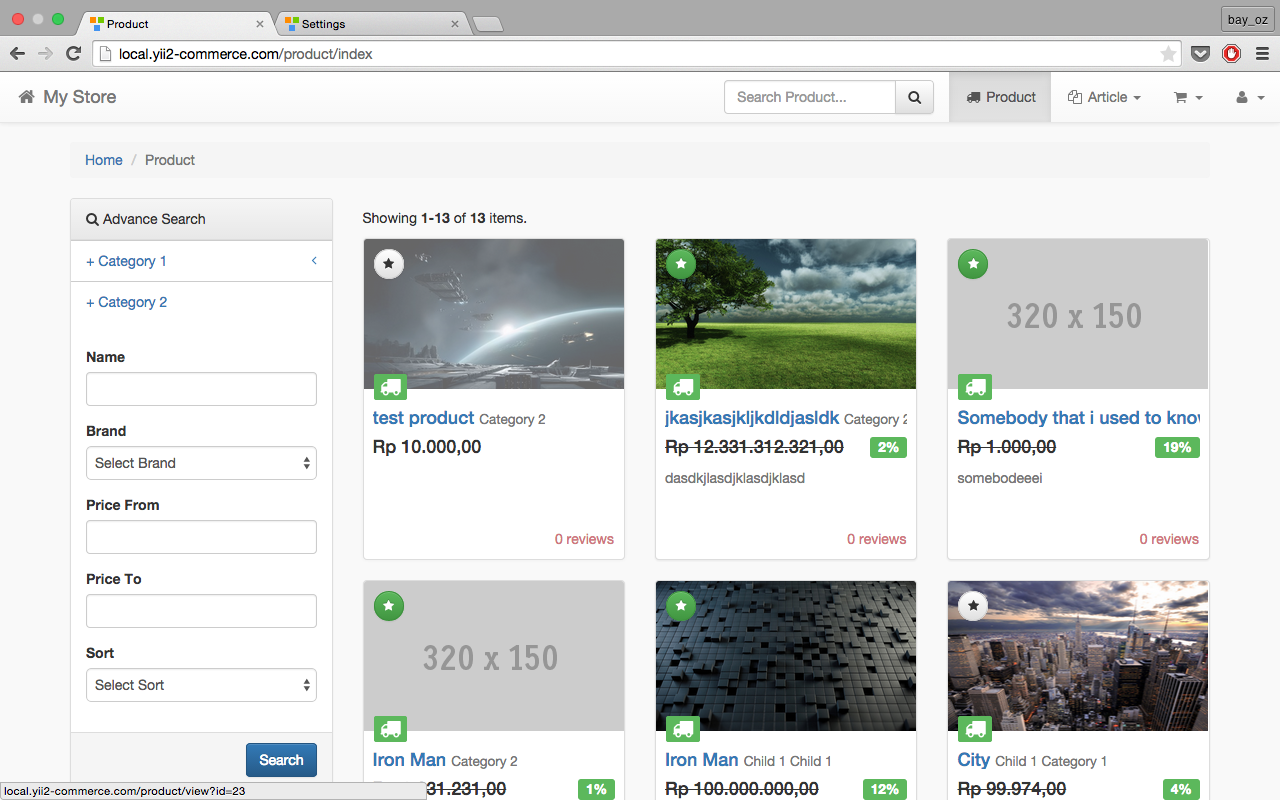 Product
Settings
bay_oz
local.yii2-commerce.com/product/index
My Store
Search Product...
Product
Article
Home / Product
Advance Search
+ Category 1
+ Category 2
Name
Brand
Select Brand
Price From
Price To
Sort
Select Sort
Search
Showing 1-13 of 13 items.
test product Category 2
Rp 10.000,00
0 reviews
jkasjkasjkljkdldjasldk Category 2
Rp 12.331.312.321,00 2%
dasdkjlasdjklasdjklasd
0 reviews
320 x 150
Somebody that i used to know
Rp 1.000,00 19%
somebodeeei
0 reviews
320 x 150
Iron Man Category 2
31.231,00 1%
Iron Man Child 1 Child 1
Rp 100.000.000,00 12%
City Child 1 Category 1
Rp 99.974,00 4%
local.yii2-commerce.com/product/view?id=23